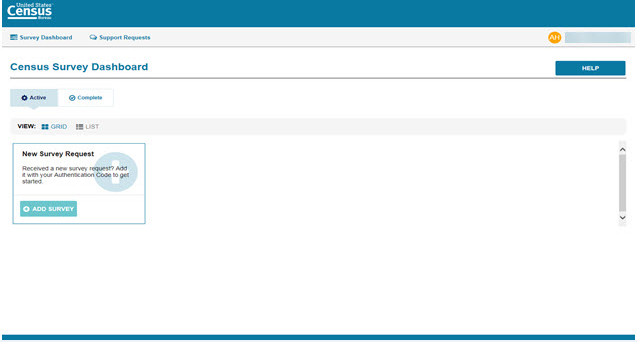 United States
Census
Bureau
Survey Dashboard
Support Requests
AH
Census Survey Dashboard
HELP
Active
Complete
VIEW:
GRID
LIST
New Survey Request
Received a new survey request? Add
it with your Authentication Code to get
started.
ADD SURVEY